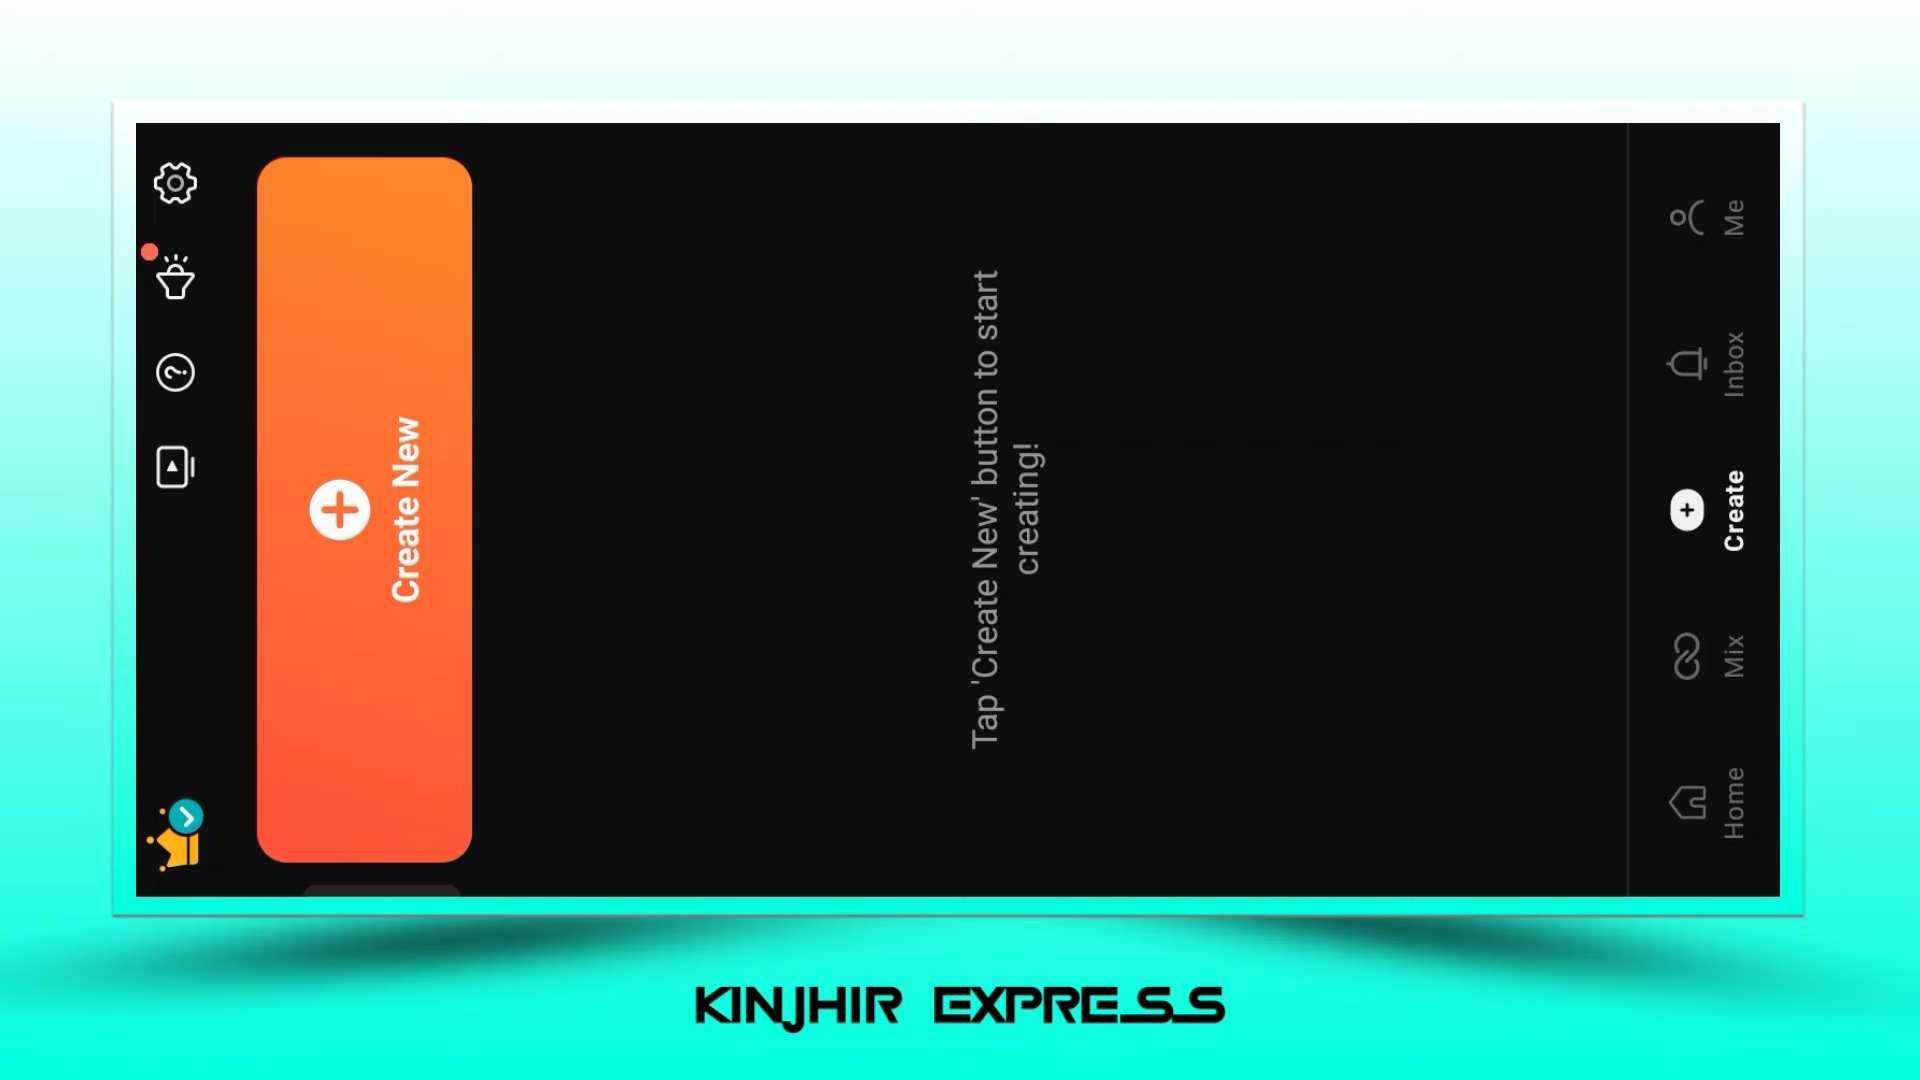 Create New
Tap 'Create New' button to start
creating!
Home
Mix
Create
Inbox
Me
KINJHIR EXPRESS